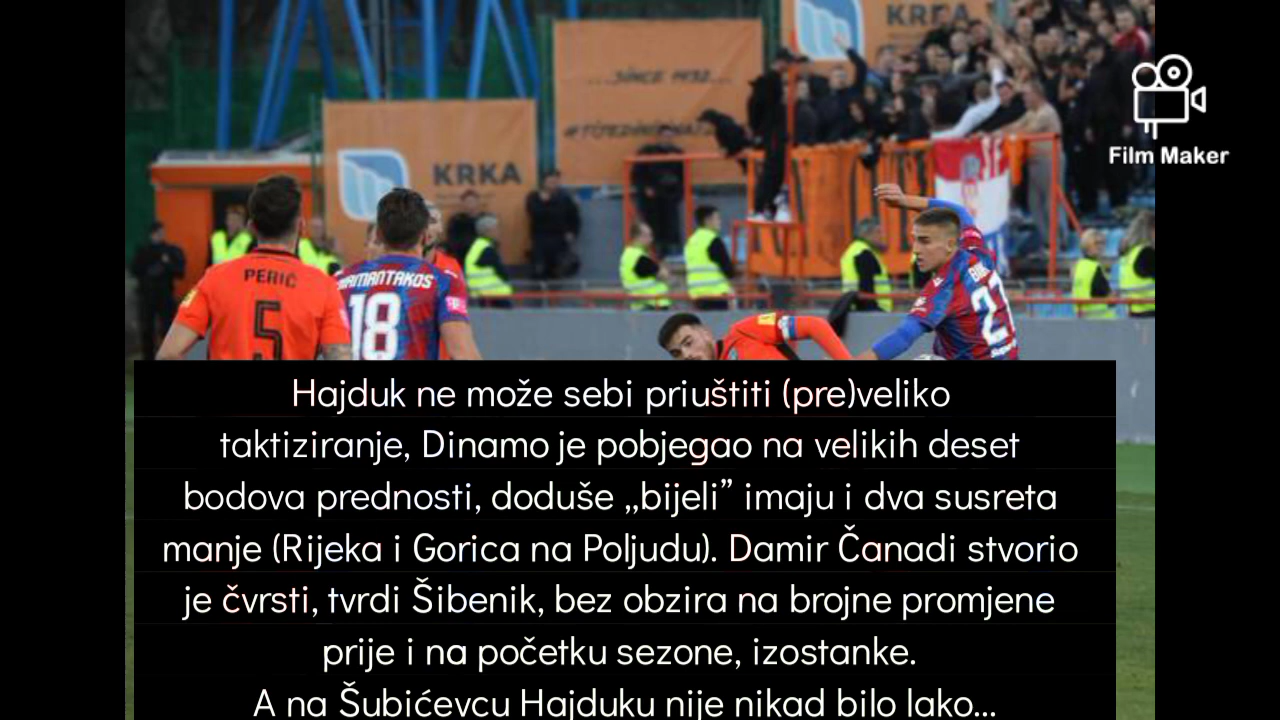 KRKA
...SINCE 1932...
KRKA
Film Maker
PERIĆ
5
DIAMANTAKOS
18
27
Hajduk ne može sebi priuštiti (pre)veliko
taktiziranje, Dinamo je pobjegao na velikih deset
bodova prednosti, doduše „bijeli” imaju i dva susreta
manje (Rijeka i Gorica na Poljudu). Damir Čanadi stvorio
je čvrsti, tvrdi Šibenik, bez obzira na brojne promjene
prije i na početku sezone, izostanke.
A na Šubićevcu Hajduku nije nikad bilo lako...